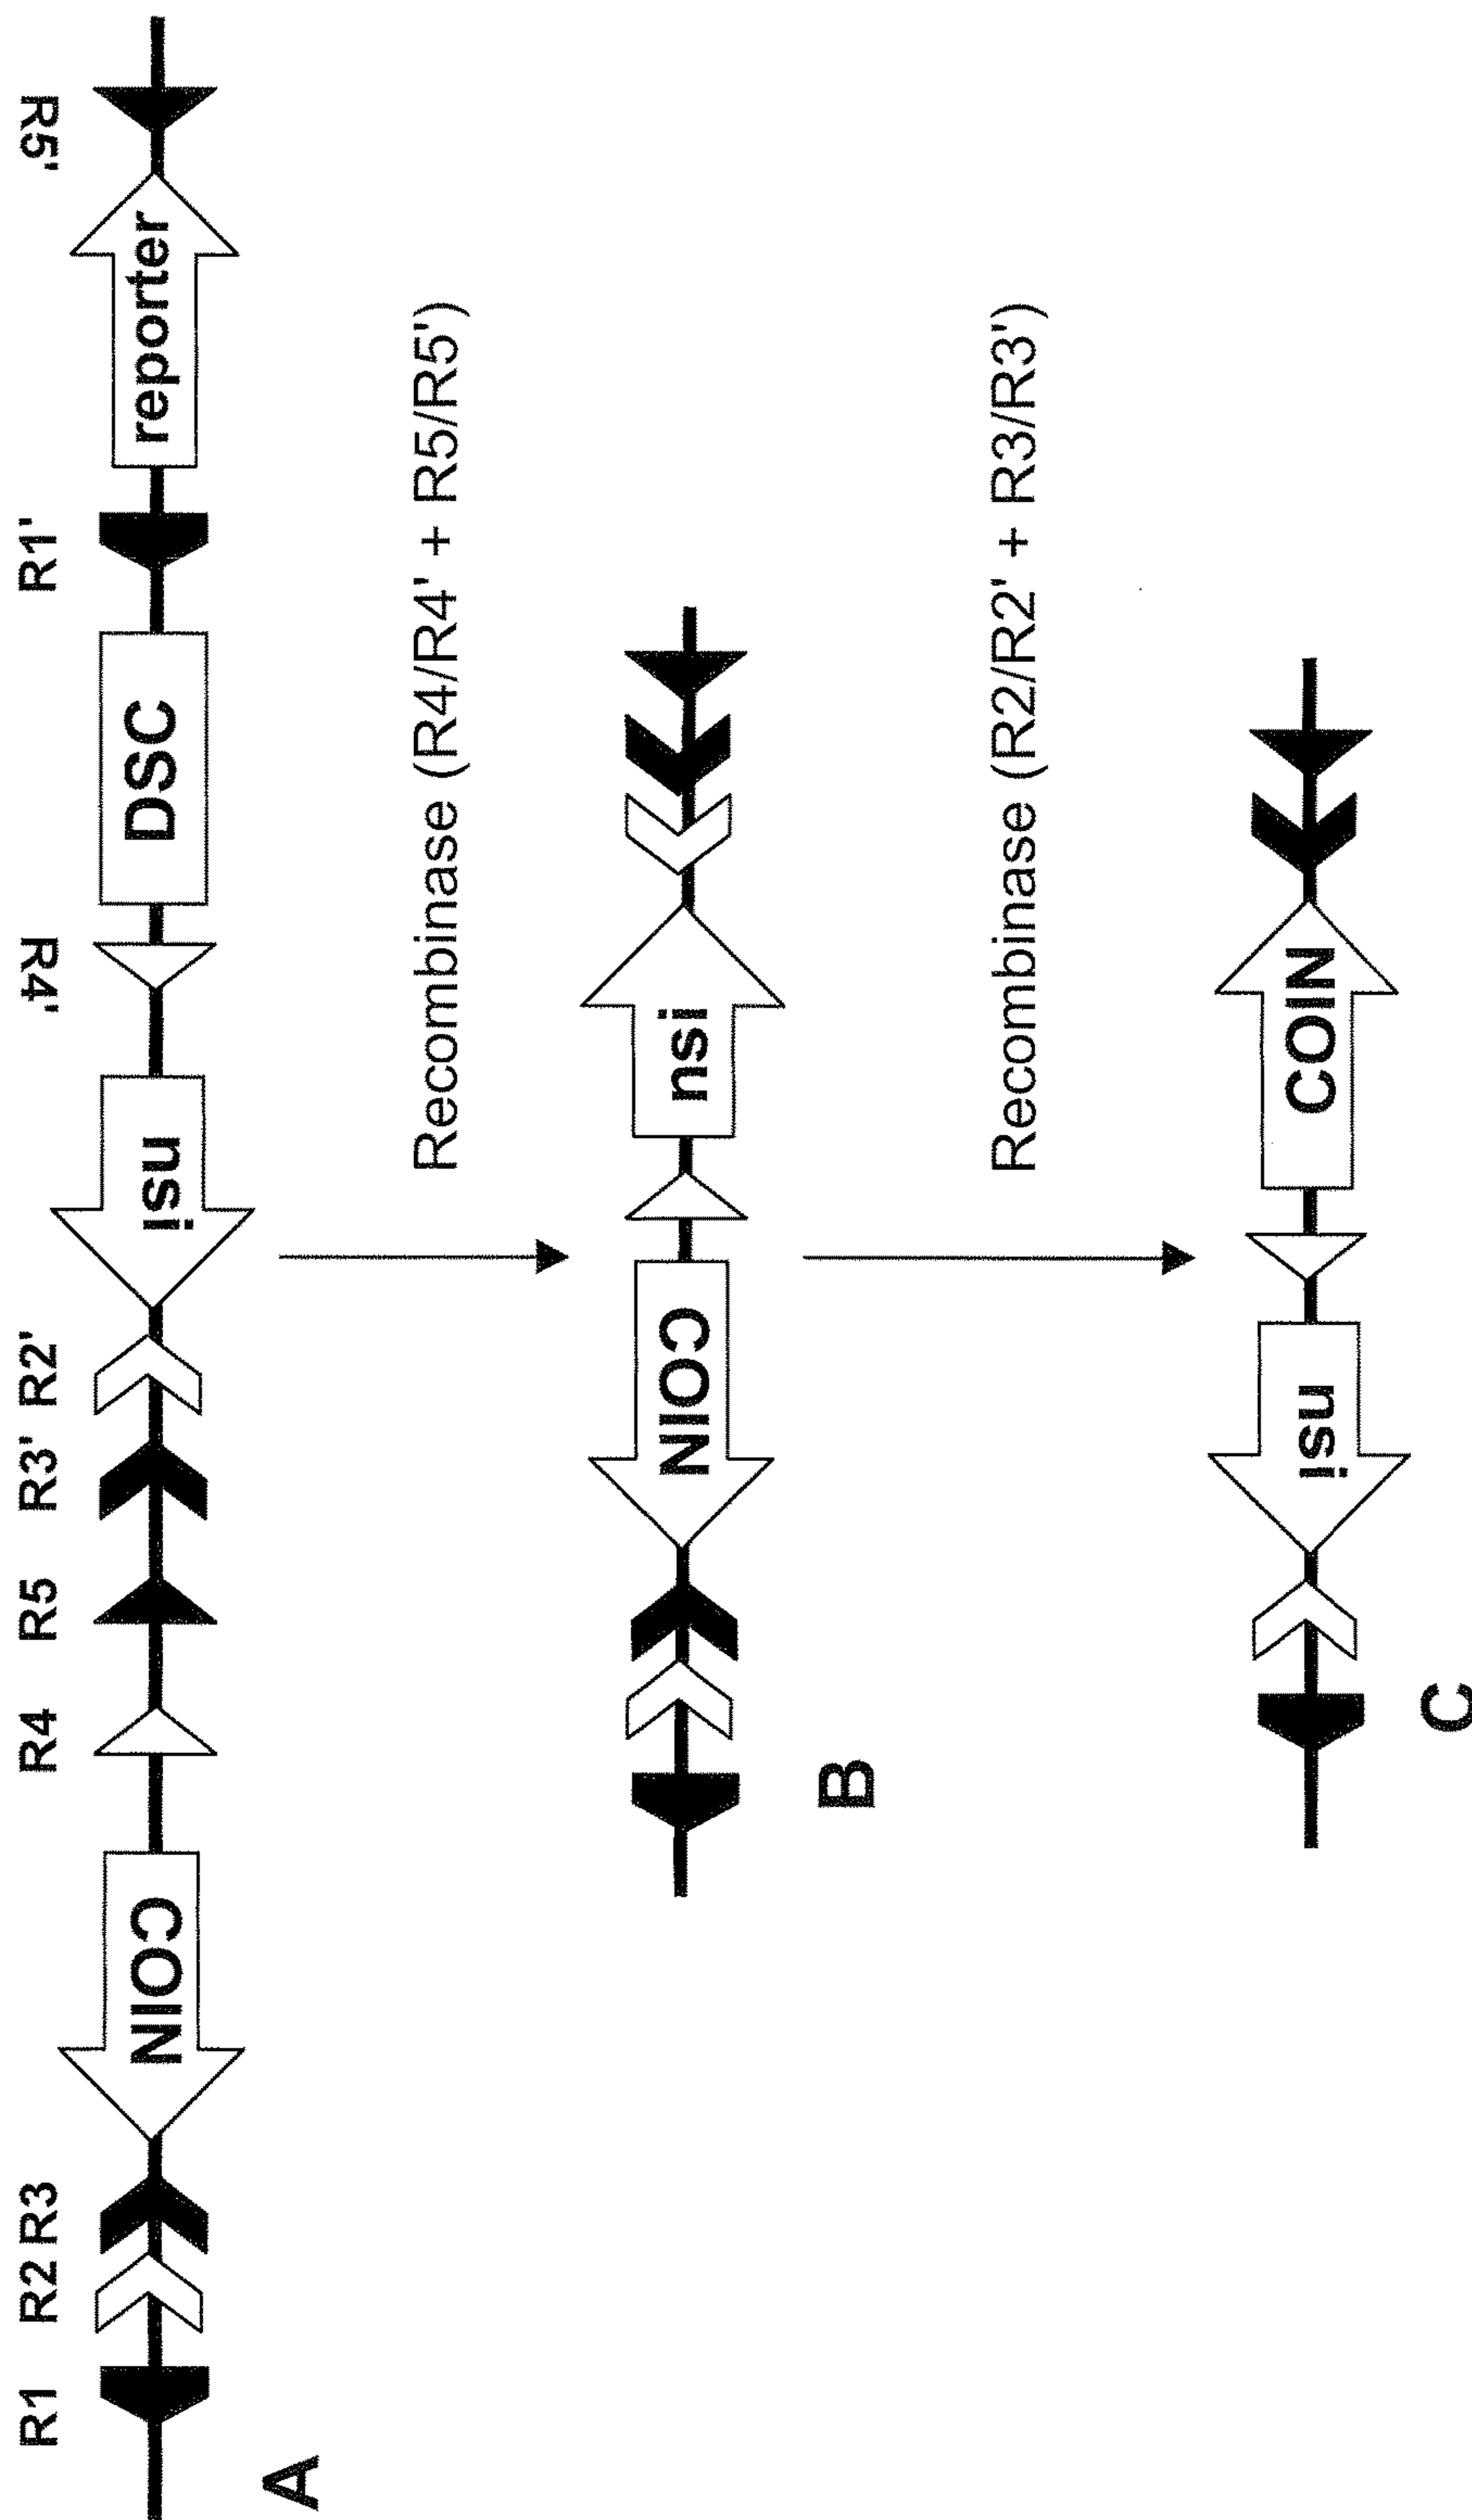 R1 R2 R3 R4 R5 R3' R2' R4' R1' R5'
COIN nsi DSC reporter
A
Recombinase (R4/R4' + R5/R5')
COIN nsi
B
Recombinase (R2/R2' + R3/R3')
nsi COIN
C